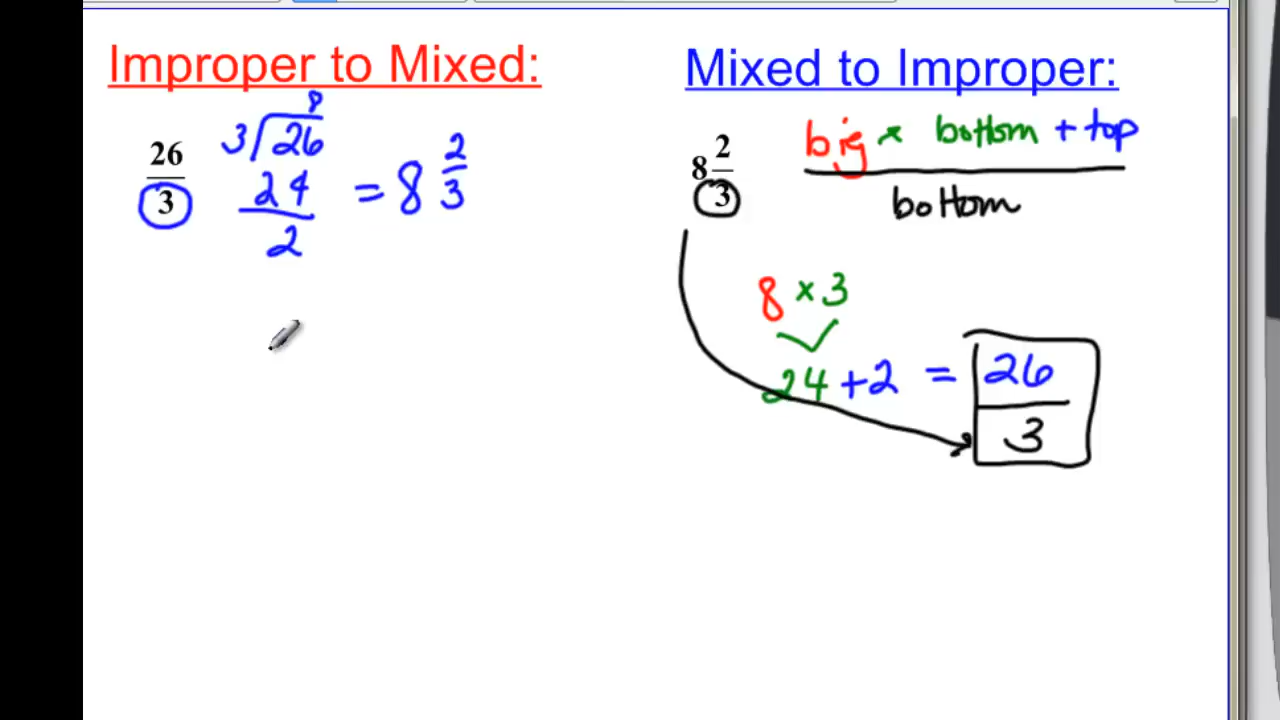 Improper to Mixed:
26
3
8
3 26
24
2
= 8 2/3
Mixed to Improper:
8 2/3
big × bottom + top
bottom
8 × 3
24 + 2 = 26
3